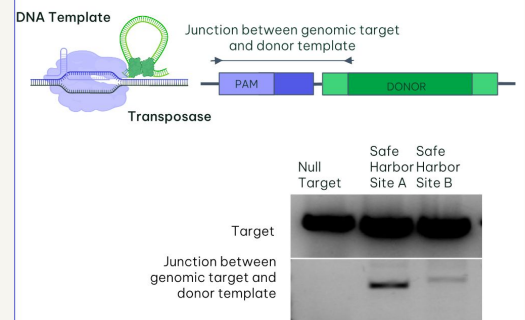 DNA Template
Junction between genomic target
and donor template
PAM
DONOR
Transposase
Null
Target
Safe
Harbor
Site A
Safe
Harbor
Site B
Target
Junction between
genomic target and
donor template